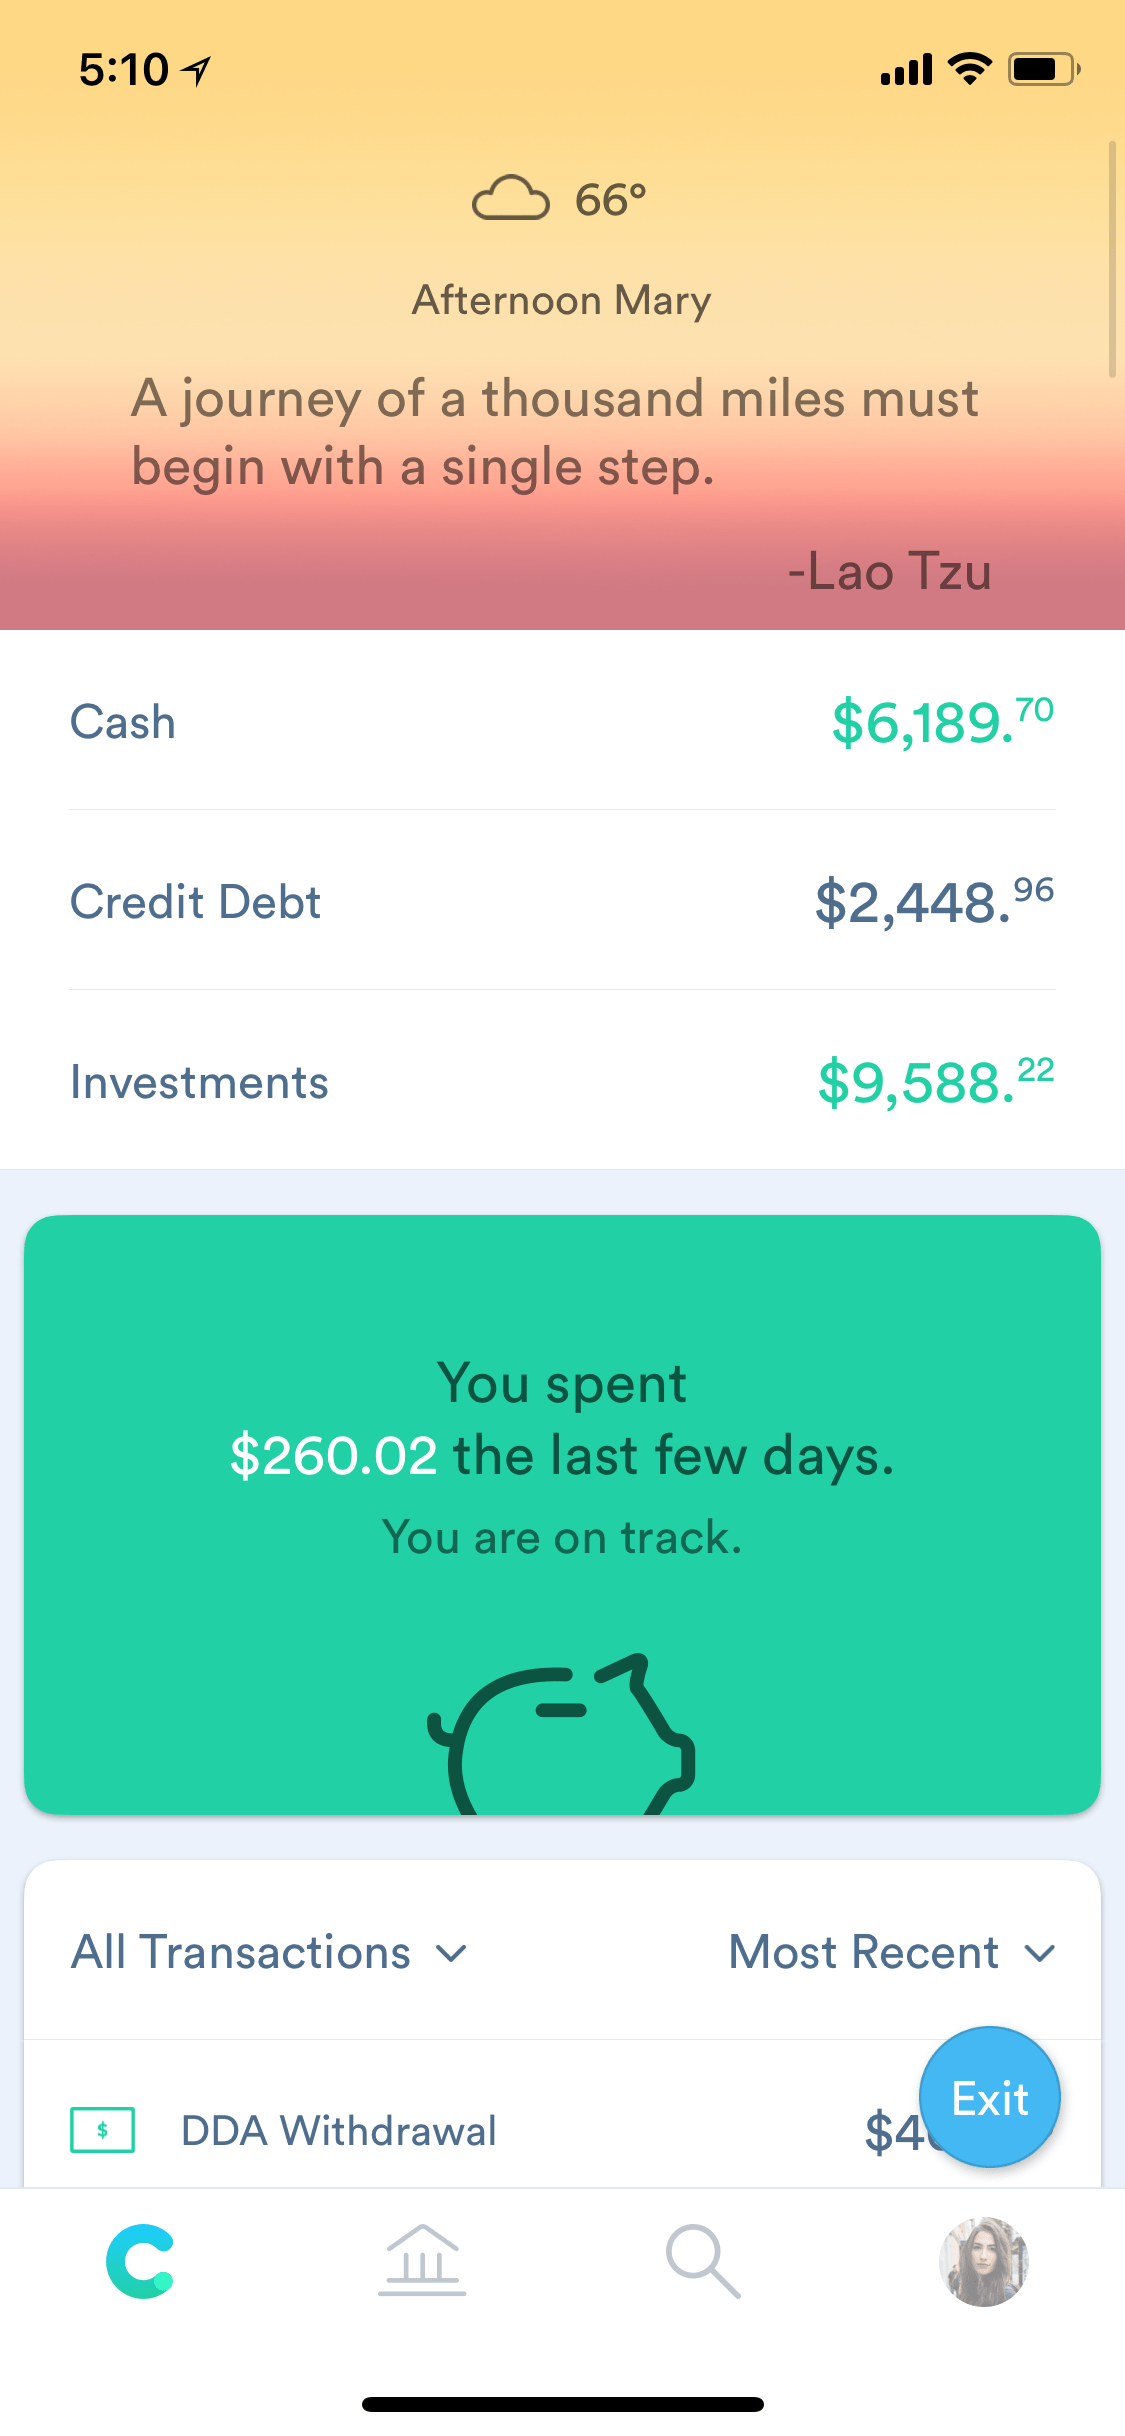 5:10
66°
Afternoon Mary
A journey of a thousand miles must
begin with a single step.
-Lao Tzu
Cash $6,189.70
Credit Debt $2,448.96
Investments $9,588.22
You spent
$260.02 the last few days.
You are on track.
All Transactions Most Recent
$ DDA Withdrawal
Exit